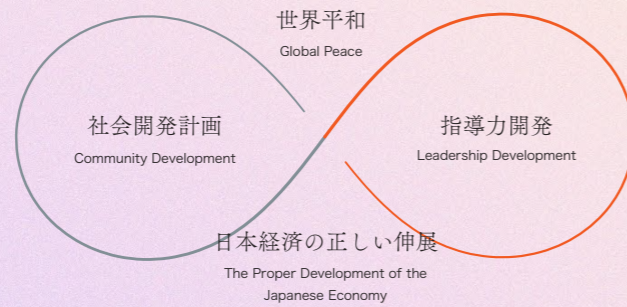 世界平和
Global Peace
社会開発計画
Community Development
指導力開発
Leadership Development
日本経済の正しい伸展
The Proper Development of the
Japanese Economy